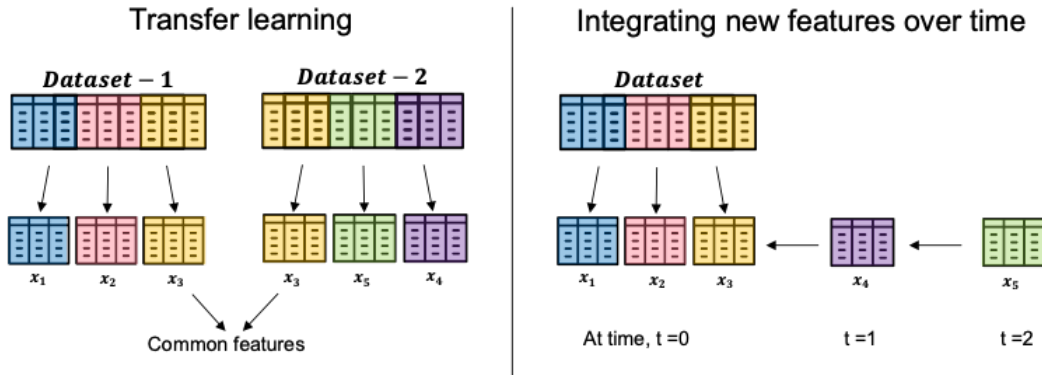 Transfer learning
Dataset − 1
Dataset − 2
x₁
x₂
x₃
x₃
x₅
x₄
Common features
Integrating new features over time
Dataset
x₁
x₂
x₃
x₄
x₅
At time, t =0
t =1
t =2